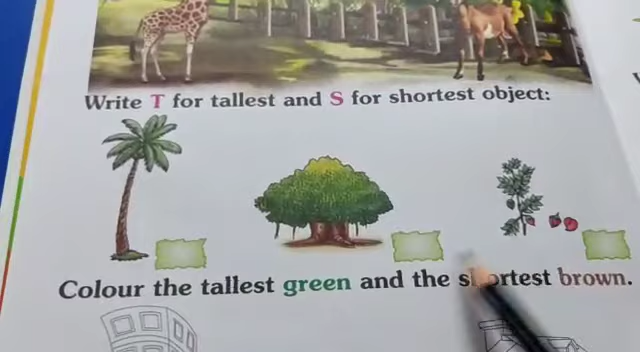 Write T for tallest and S for shortest object:
Colour the tallest green and the shortest brown.